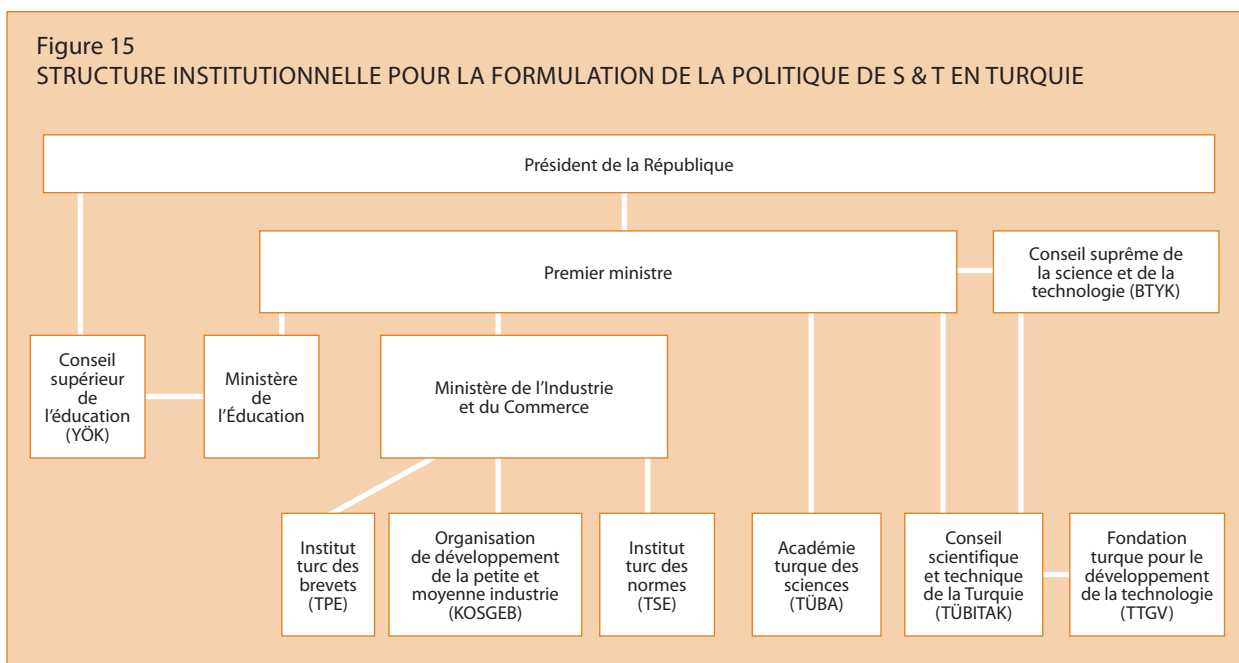 Figure 15
STRUCTURE INSTITUTIONNELLE POUR LA FORMULATION DE LA POLITIQUE DE S & T EN TURQUIE
Président de la République
Premier ministre
Conseil suprême de
la science et de la
technologie (BTYK)
Conseil
supérieur
de
l’éducation
(YÖK)
Ministère
de
l’Éducation
Ministère de l’Industrie
et du Commerce
Institut
turc des
brevets
(TPE)
Organisation
de développement
de la petite et
moyenne industrie
(KOSGEB)
Institut
turc des
normes
(TSE)
Académie
turque des
sciences
(TÜBA)
Conseil
scientifique
et technique
de la Turquie
(TÜBITAK)
Fondation
turque pour le
développement
de la technologie
(TTGV)